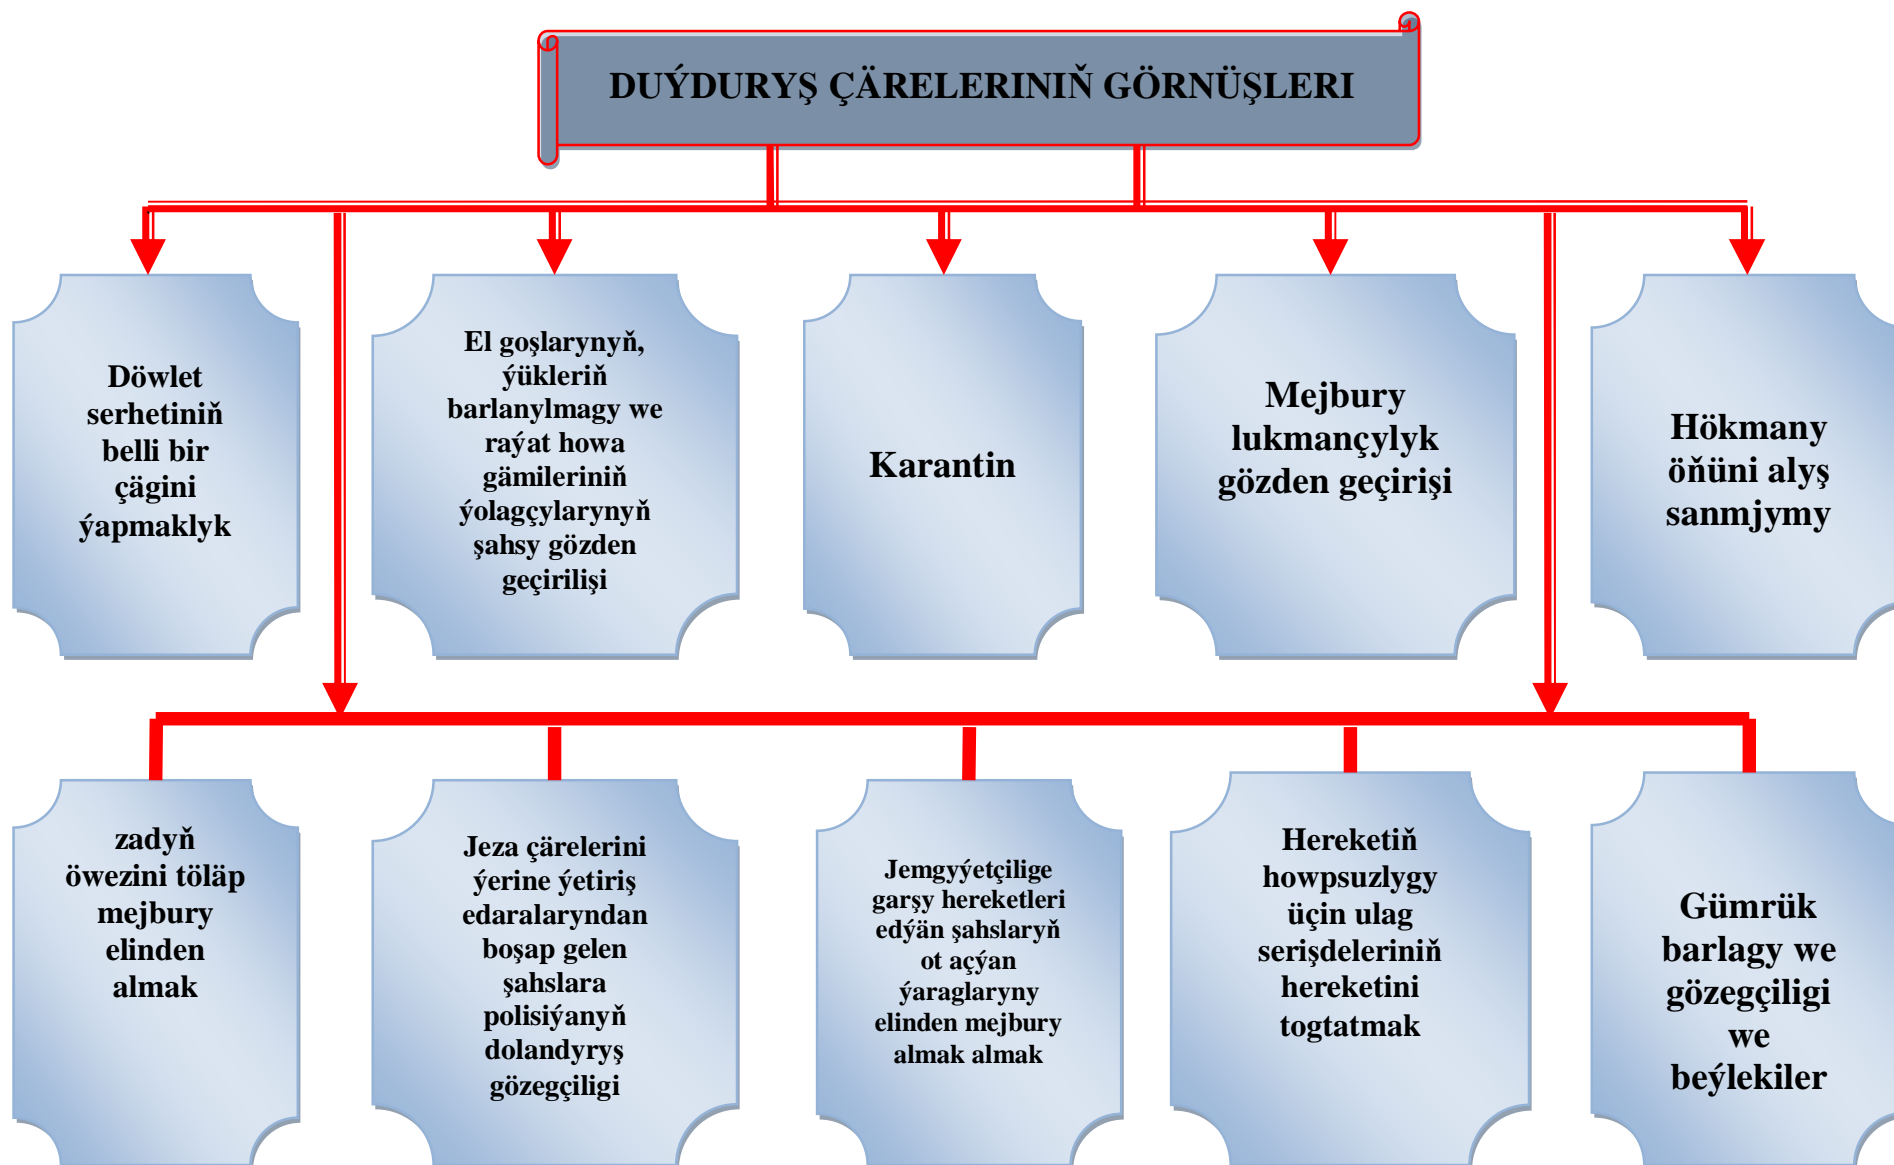 DUÝDURYŞ ÇÄRELERINIŇ GÖRNÜŞLERI
Döwlet
serhetiniň
belli bir
çägini
ýapmaklyk
El goşlarynyň,
ýükleriň
barlanylmagy we
raýat howa
gämileriniň
ýolagçylarynyň
şahsy gözden
geçirilişi
Karantin
Mejbury
lukmançylyk
gözden geçirişi
Hökmany
öňüni alyş
sanmjymy
zadyň
öwezini töläp
mejbury
elinden
almak
Jeza çärelerini
ýerine ýetiriş
edaralaryndan
boşap gelen
şahslara
polisiýanyň
dolandyryş
gözegçiligi
Jemgyýetçilige
garşy hereketleri
edýän şahslaryň
ot açýan
ýaraglaryny
elinden mejbury
almak almak
Hereketiň
howpsuzlygy
üçin ulag
serişdeleriniň
hereketini
togtatmak
Gümrük
barlagy we
gözegçiligi
we
beýlekiler